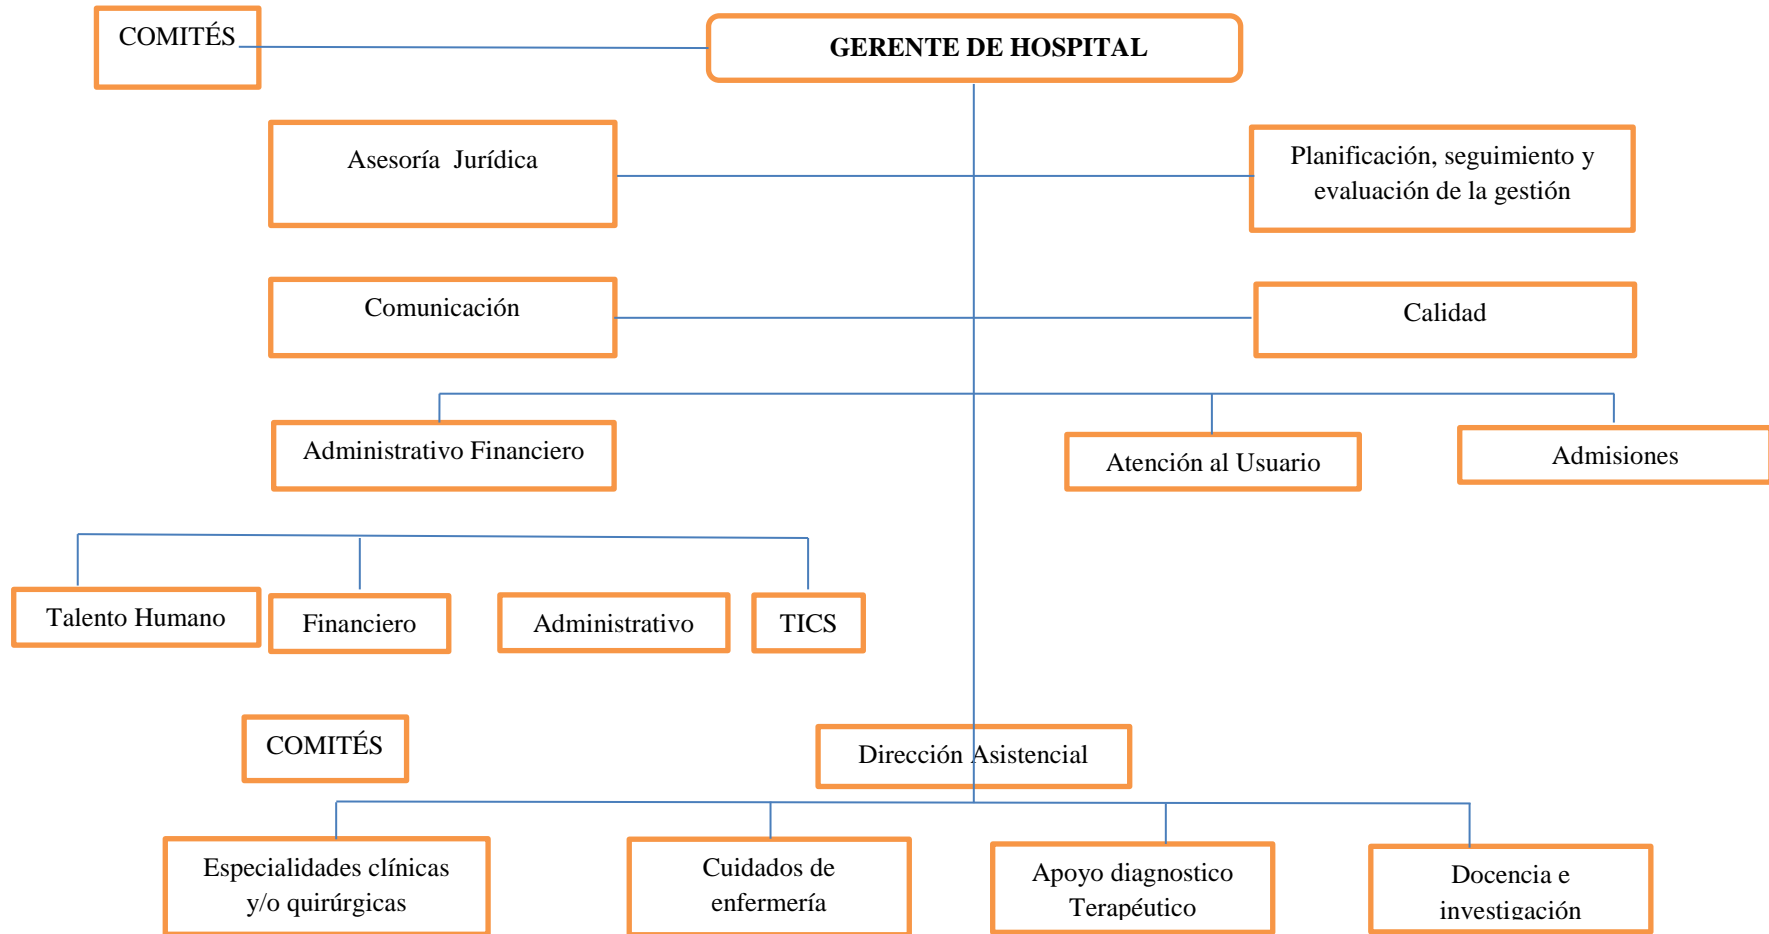 COMITÉS
GERENTE DE HOSPITAL
Asesoría Jurídica
Planificación, seguimiento y
evaluación de la gestión
Comunicación
Calidad
Administrativo Financiero
Atención al Usuario
Admisiones
Talento Humano
Financiero
Administrativo
TICS
COMITÉS
Dirección Asistencial
Especialidades clínicas
y/o quirúrgicas
Cuidados de
enfermería
Apoyo diagnostico
Terapéutico
Docencia e
investigación